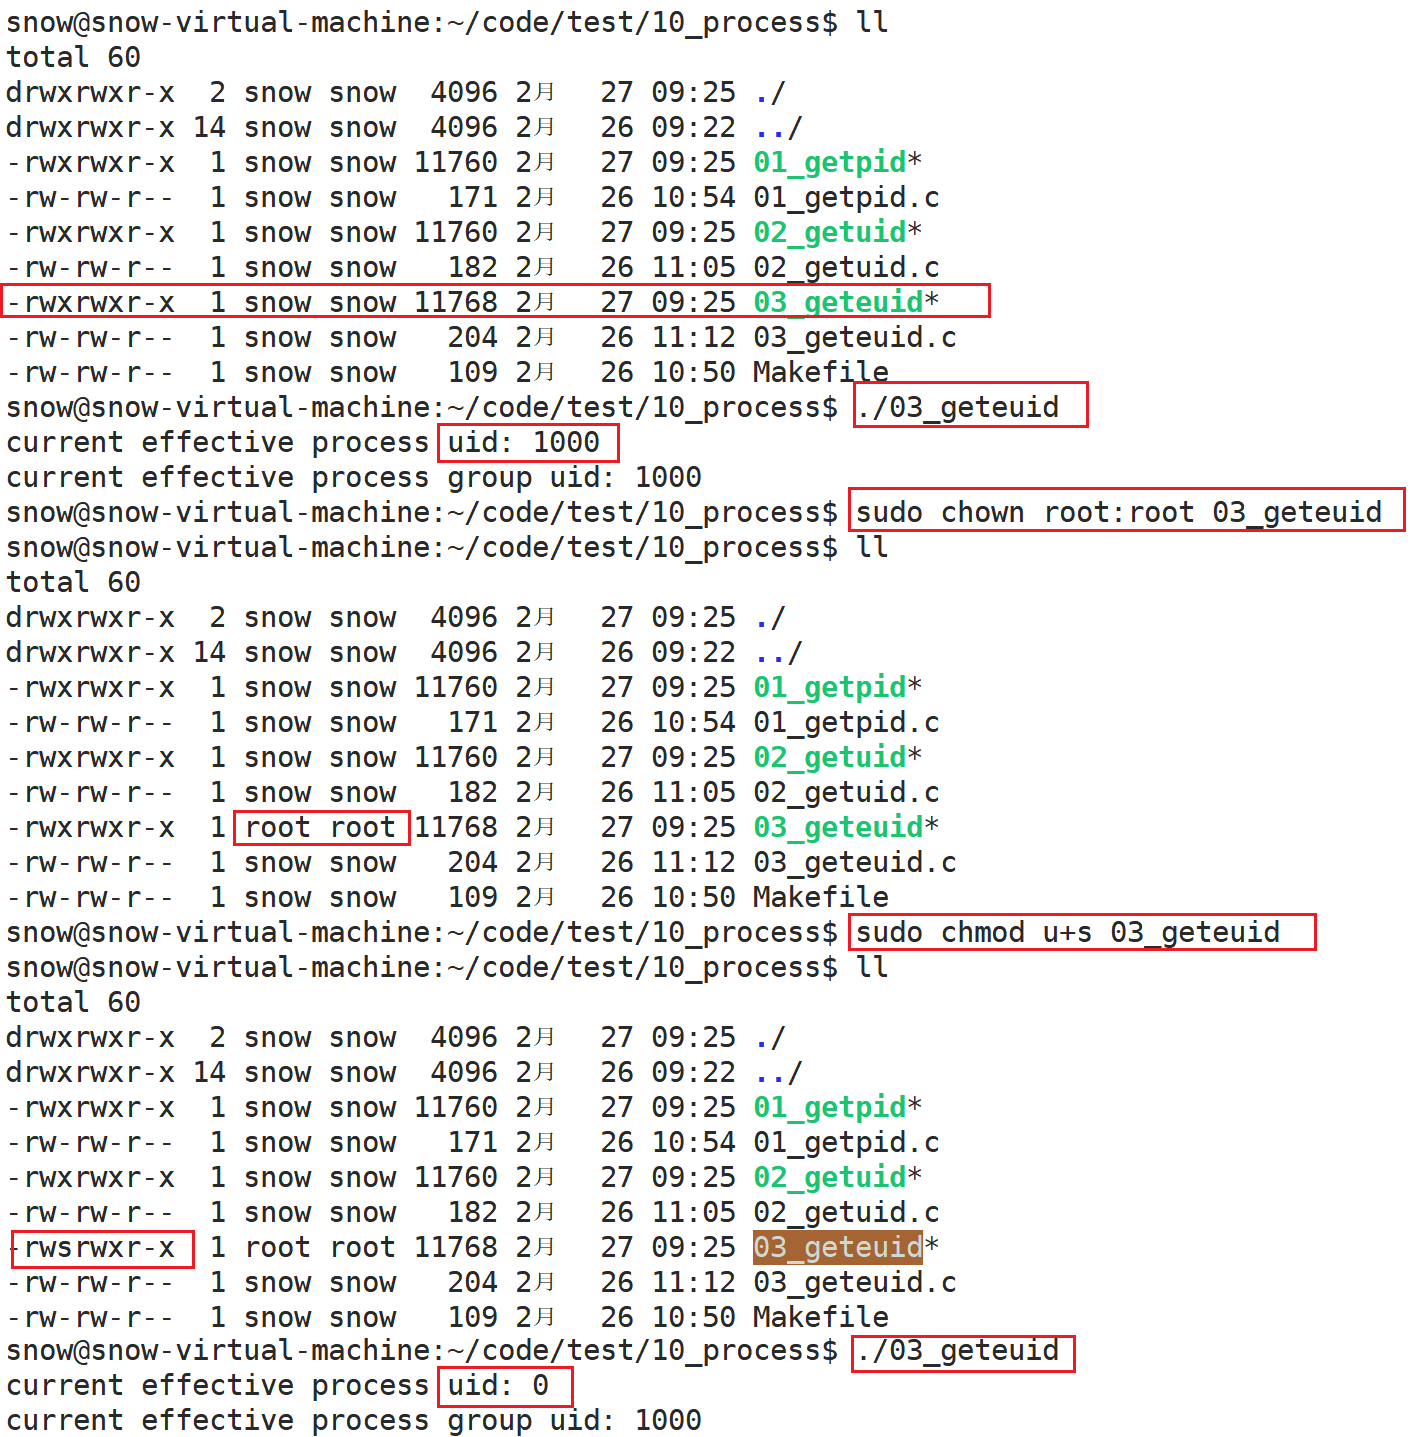 snow@snow-virtual-machine:~/code/test/10_process$ ll
total 60
drwxrwxr-x  2 snow snow  4096 2月   27 09:25 ./
drwxrwxr-x 14 snow snow  4096 2月   26 09:22 ../
-rwxrwxr-x  1 snow snow 11760 2月   27 09:25 01_getpid*
-rw-rw-r--  1 snow snow   171 2月   26 10:54 01_getpid.c
-rwxrwxr-x  1 snow snow 11760 2月   27 09:25 02_getuid*
-rw-rw-r--  1 snow snow   182 2月   26 11:05 02_getuid.c
-rwxrwxr-x  1 snow snow 11768 2月   27 09:25 03_geteuid*
-rw-rw-r--  1 snow snow   204 2月   26 11:12 03_geteuid.c
-rw-rw-r--  1 snow snow   109 2月   26 10:50 Makefile
snow@snow-virtual-machine:~/code/test/10_process$ ./03_geteuid
current effective process uid: 1000
current effective process group uid: 1000
snow@snow-virtual-machine:~/code/test/10_process$ sudo chown root:root 03_geteuid
snow@snow-virtual-machine:~/code/test/10_process$ ll
total 60
drwxrwxr-x  2 snow snow  4096 2月   27 09:25 ./
drwxrwxr-x 14 snow snow  4096 2月   26 09:22 ../
-rwxrwxr-x  1 snow snow 11760 2月   27 09:25 01_getpid*
-rw-rw-r--  1 snow snow   171 2月   26 10:54 01_getpid.c
-rwxrwxr-x  1 snow snow 11760 2月   27 09:25 02_getuid*
-rw-rw-r--  1 snow snow   182 2月   26 11:05 02_getuid.c
-rwxrwxr-x  1 root root 11768 2月   27 09:25 03_geteuid*
-rw-rw-r--  1 snow snow   204 2月   26 11:12 03_geteuid.c
-rw-rw-r--  1 snow snow   109 2月   26 10:50 Makefile
snow@snow-virtual-machine:~/code/test/10_process$ sudo chmod u+s 03_geteuid
snow@snow-virtual-machine:~/code/test/10_process$ ll
total 60
drwxrwxr-x  2 snow snow  4096 2月   27 09:25 ./
drwxrwxr-x 14 snow snow  4096 2月   26 09:22 ../
-rwxrwxr-x  1 snow snow 11760 2月   27 09:25 01_getpid*
-rw-rw-r--  1 snow snow   171 2月   26 10:54 01_getpid.c
-rwxrwxr-x  1 snow snow 11760 2月   27 09:25 02_getuid*
-rw-rw-r--  1 snow snow   182 2月   26 11:05 02_getuid.c
-rwsrwxr-x  1 root root 11768 2月   27 09:25 03_geteuid*
-rw-rw-r--  1 snow snow   204 2月   26 11:12 03_geteuid.c
-rw-rw-r--  1 snow snow   109 2月   26 10:50 Makefile
snow@snow-virtual-machine:~/code/test/10_process$ ./03_geteuid
current effective process uid: 0
current effective process group uid: 1000